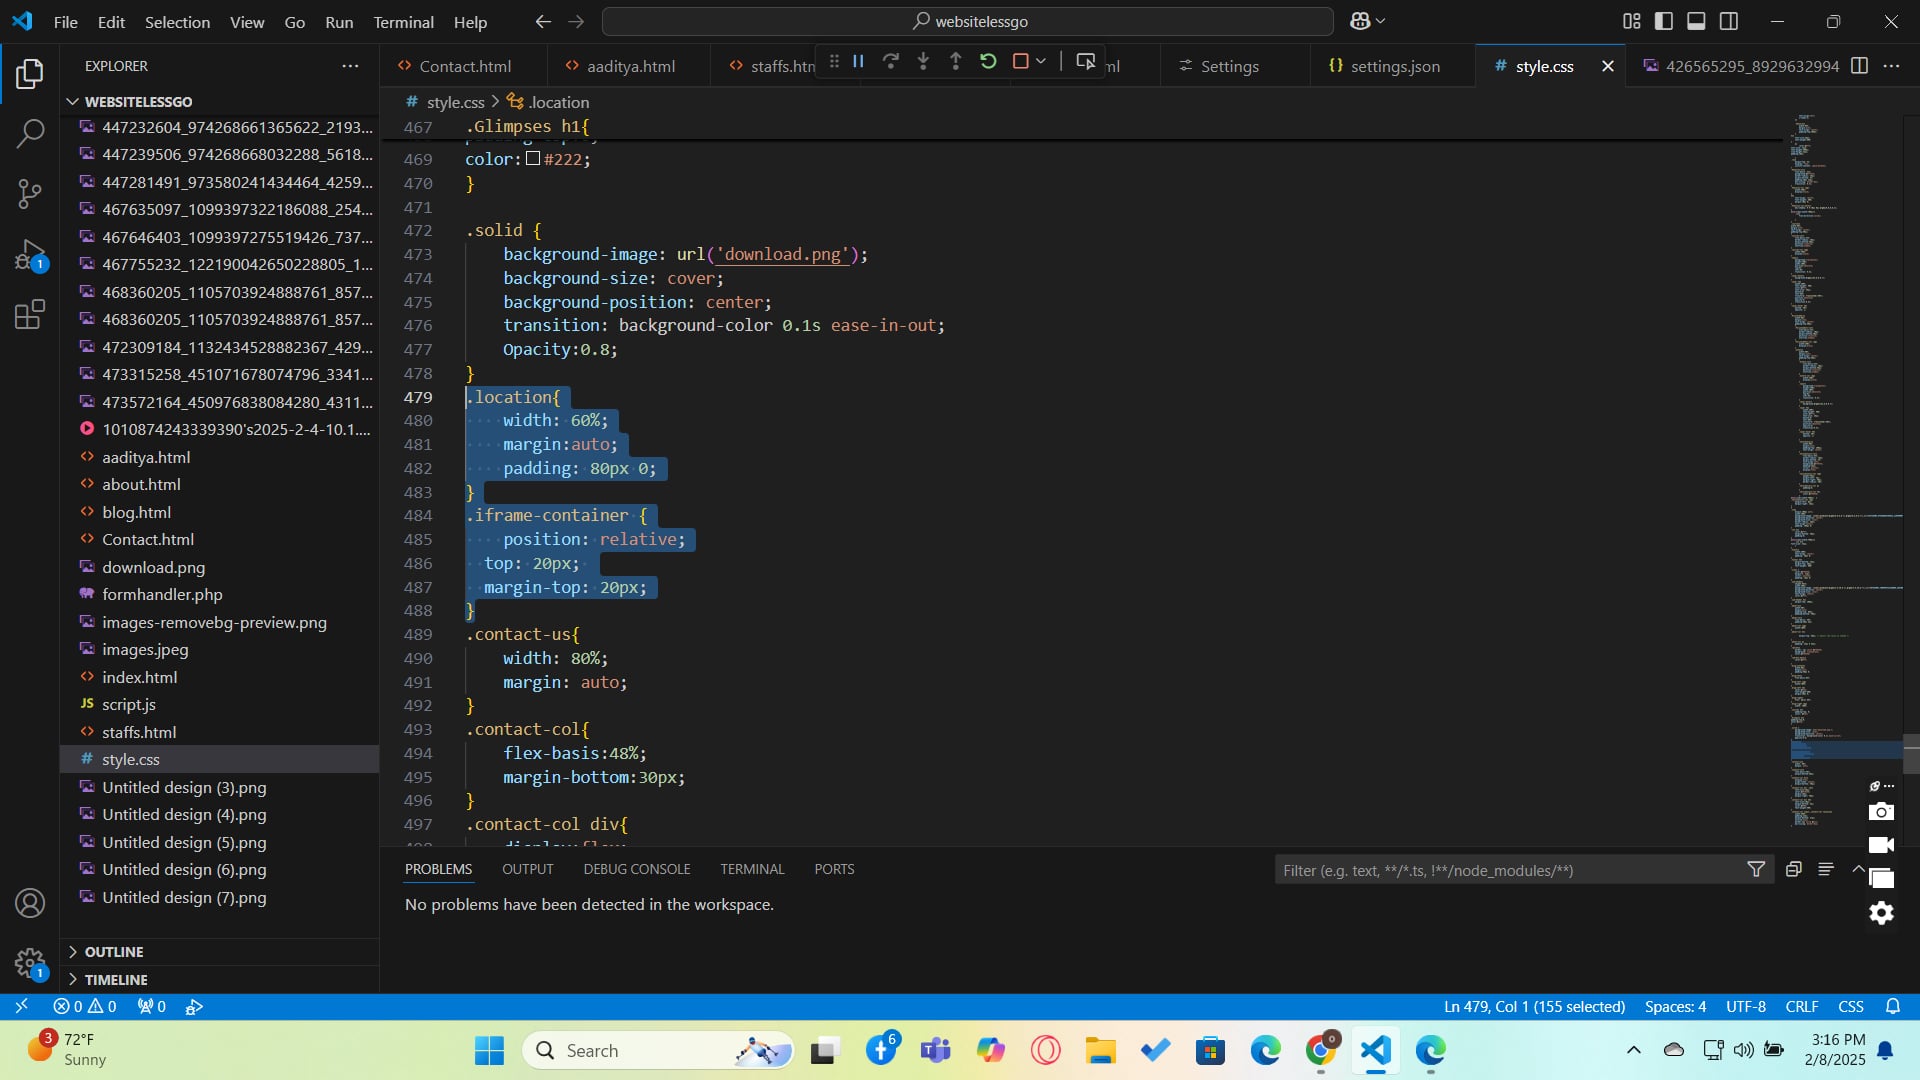 File Edit Selection View Go Run Terminal Help
websitelessgo
EXPLORER
Contact.html
aaditya.html
staffs.htm
ml
Settings
settings.json
style.css
426565295_8929632994
WEBSITELESSGO
447232604_974268661365622_2193...
447239506_974268668032288_5618...
447281491_973580241434464_4259...
467635097_1099397322186088_254...
467646403_1099397275519426_737...
467755232_122190042650228805_1...
468360205_1105703924888761_857...
468360205_1105703924888761_857...
472309184_1132434528882367_429...
473315258_451071678074796_3341...
473572164_450976838084280_4311...
1010874243339390's2025-2-4-10.1....
aaditya.html
about.html
blog.html
Contact.html
download.png
formhandler.php
images-removebg-preview.png
images.jpeg
index.html
JS script.js
staffs.html
# style.css
Untitled design (3).png
Untitled design (4).png
Untitled design (5).png
Untitled design (6).png
Untitled design (7).png
OUTLINE
TIMELINE
# style.css > .location
467 .Glimpses h1{
469 color: #222;
470 }
471
472 .solid {
473 background-image: url('download.png');
474 background-size: cover;
475 background-position: center;
476 transition: background-color 0.1s ease-in-out;
477 Opacity:0.8;
478 }
479 .location{
480 width: 60%;
481 margin:auto;
482 padding: 80px 0;
483 }
484 .iframe-container {
485 position: relative;
486 top: 20px;
487 margin-top: 20px;
488 }
489 .contact-us{
490 width: 80%;
491 margin: auto;
492 }
493 .contact-col{
494 flex-basis:48%;
495 margin-bottom:30px;
496 }
497 .contact-col div{
PROBLEMS OUTPUT DEBUG CONSOLE TERMINAL PORTS
Filter (e.g. text, **/*.ts, !**/node_modules/**)
No problems have been detected in the workspace.
0 0 0
Ln 479, Col 1 (155 selected) Spaces: 4 UTF-8 CRLF CSS
3
72°F
Sunny
Search
6
3:16 PM
2/8/2025